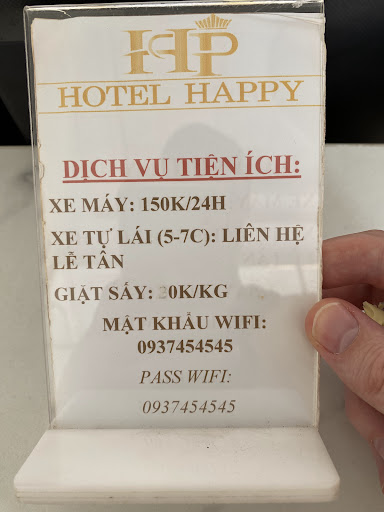 HP
HOTEL HAPPY
DỊCH VỤ TIỆN ÍCH:
XE MÁY: 150K/24H
XE TỰ LÁI (5-7C): LIÊN HỆ
LỄ TÂN
GIẶT SẤY: 20K/KG
MẬT KHẨU WIFI:
0937454545
PASS WIFI:
0937454545